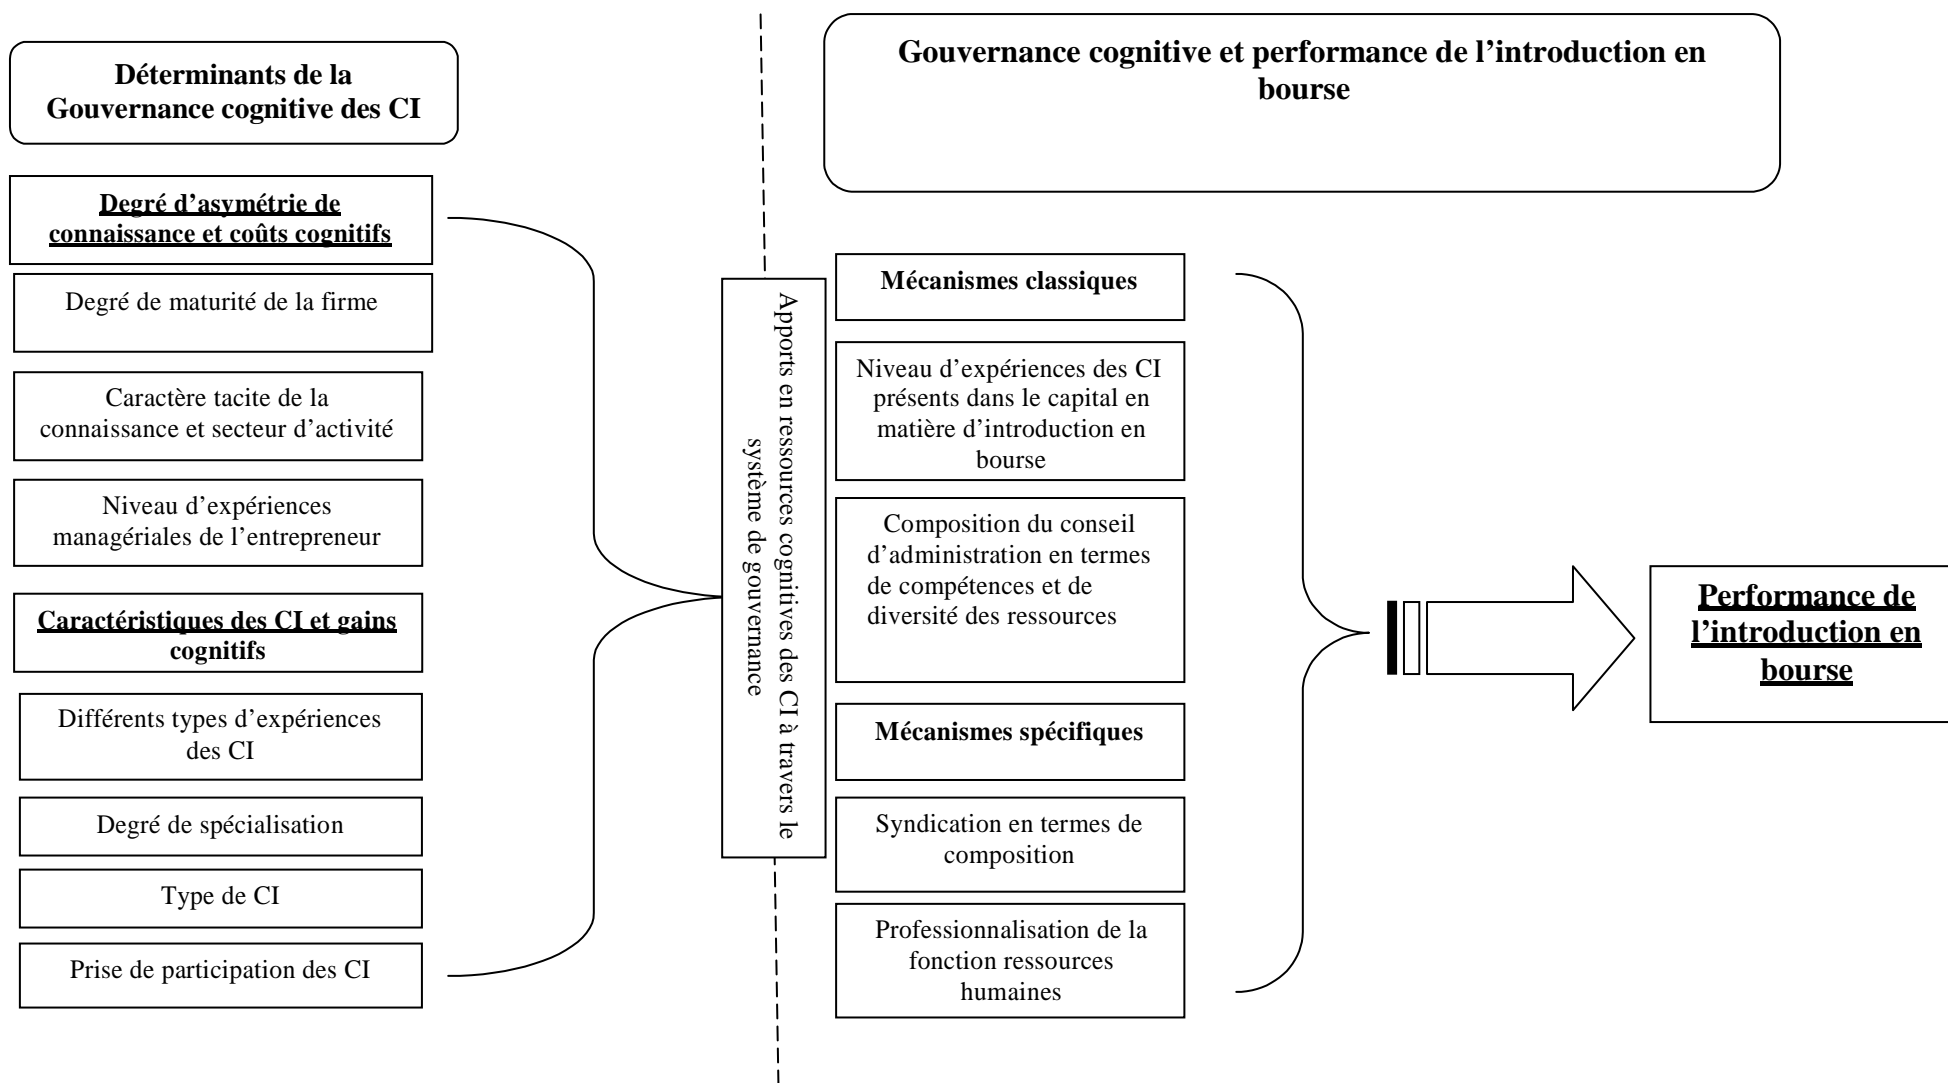 Déterminants de la
Gouvernance cognitive des CI
Degré d’asymétrie de
connaissance et coûts cognitifs
Degré de maturité de la firme
Caractère tacite de la
connaissance et secteur d’activité
Niveau d’expériences
managériales de l’entrepreneur
Caractéristiques des CI et gains
cognitifs
Différents types d’expériences
des CI
Degré de spécialisation
Type de CI
Prise de participation des CI
Apports en ressources cognitives des CI à travers le
système de gouvernance
Gouvernance cognitive et performance de l’introduction en
bourse
Mécanismes classiques
Niveau d’expériences des CI
présents dans le capital en
matière d’introduction en
bourse
Composition du conseil
d’administration en termes
de compétences et de
diversité des ressources
Mécanismes spécifiques
Syndication en termes de
composition
Professionnalisation de la
fonction ressources
humaines
Performance de
l’introduction en
bourse